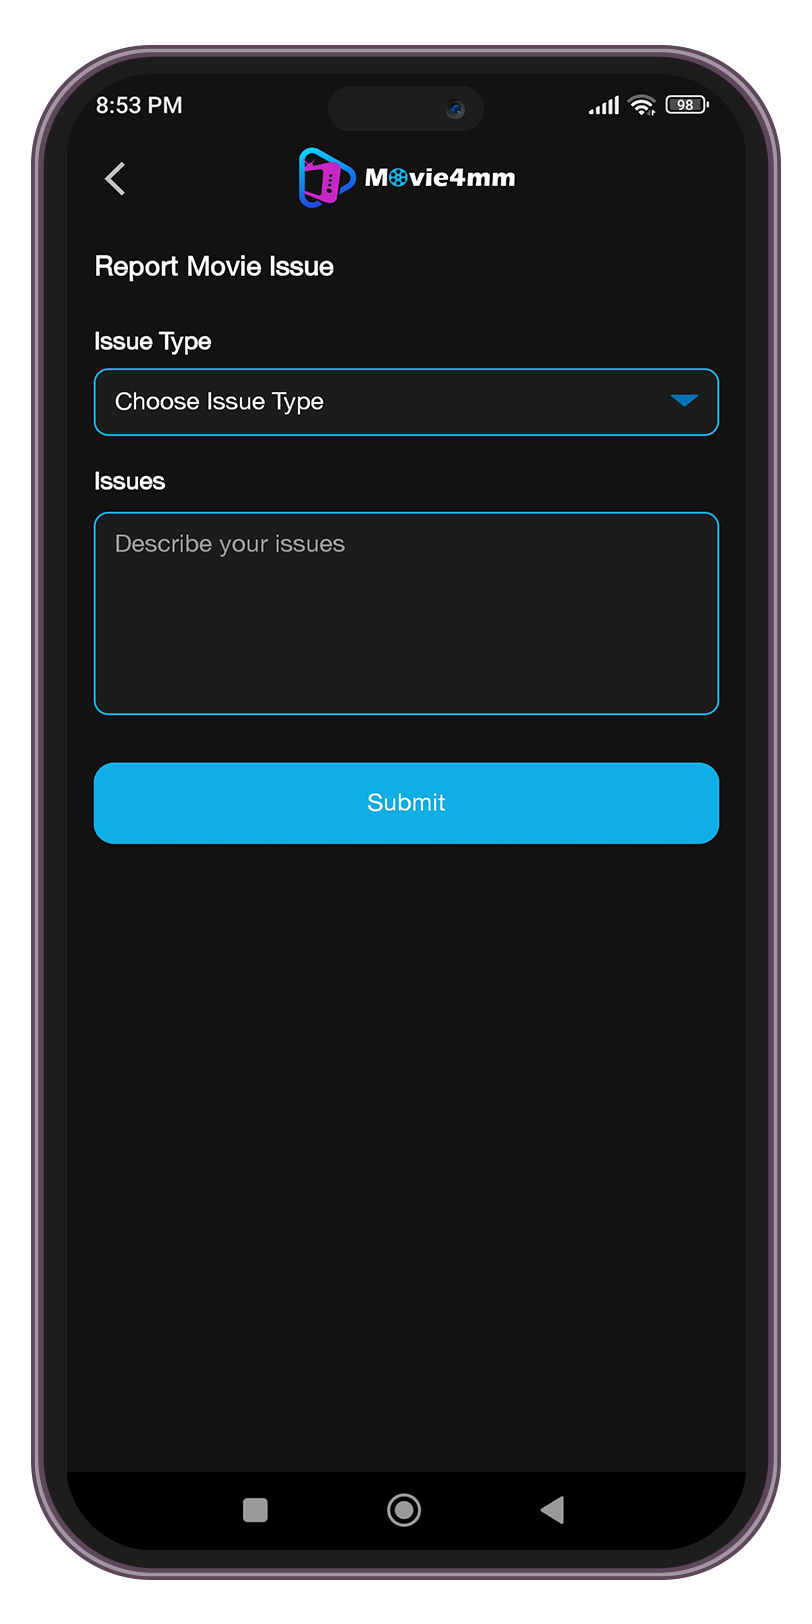 8:53 PM
98
Movie4mm
Report Movie Issue
Issue Type
Choose Issue Type
Issues
Describe your issues
Submit